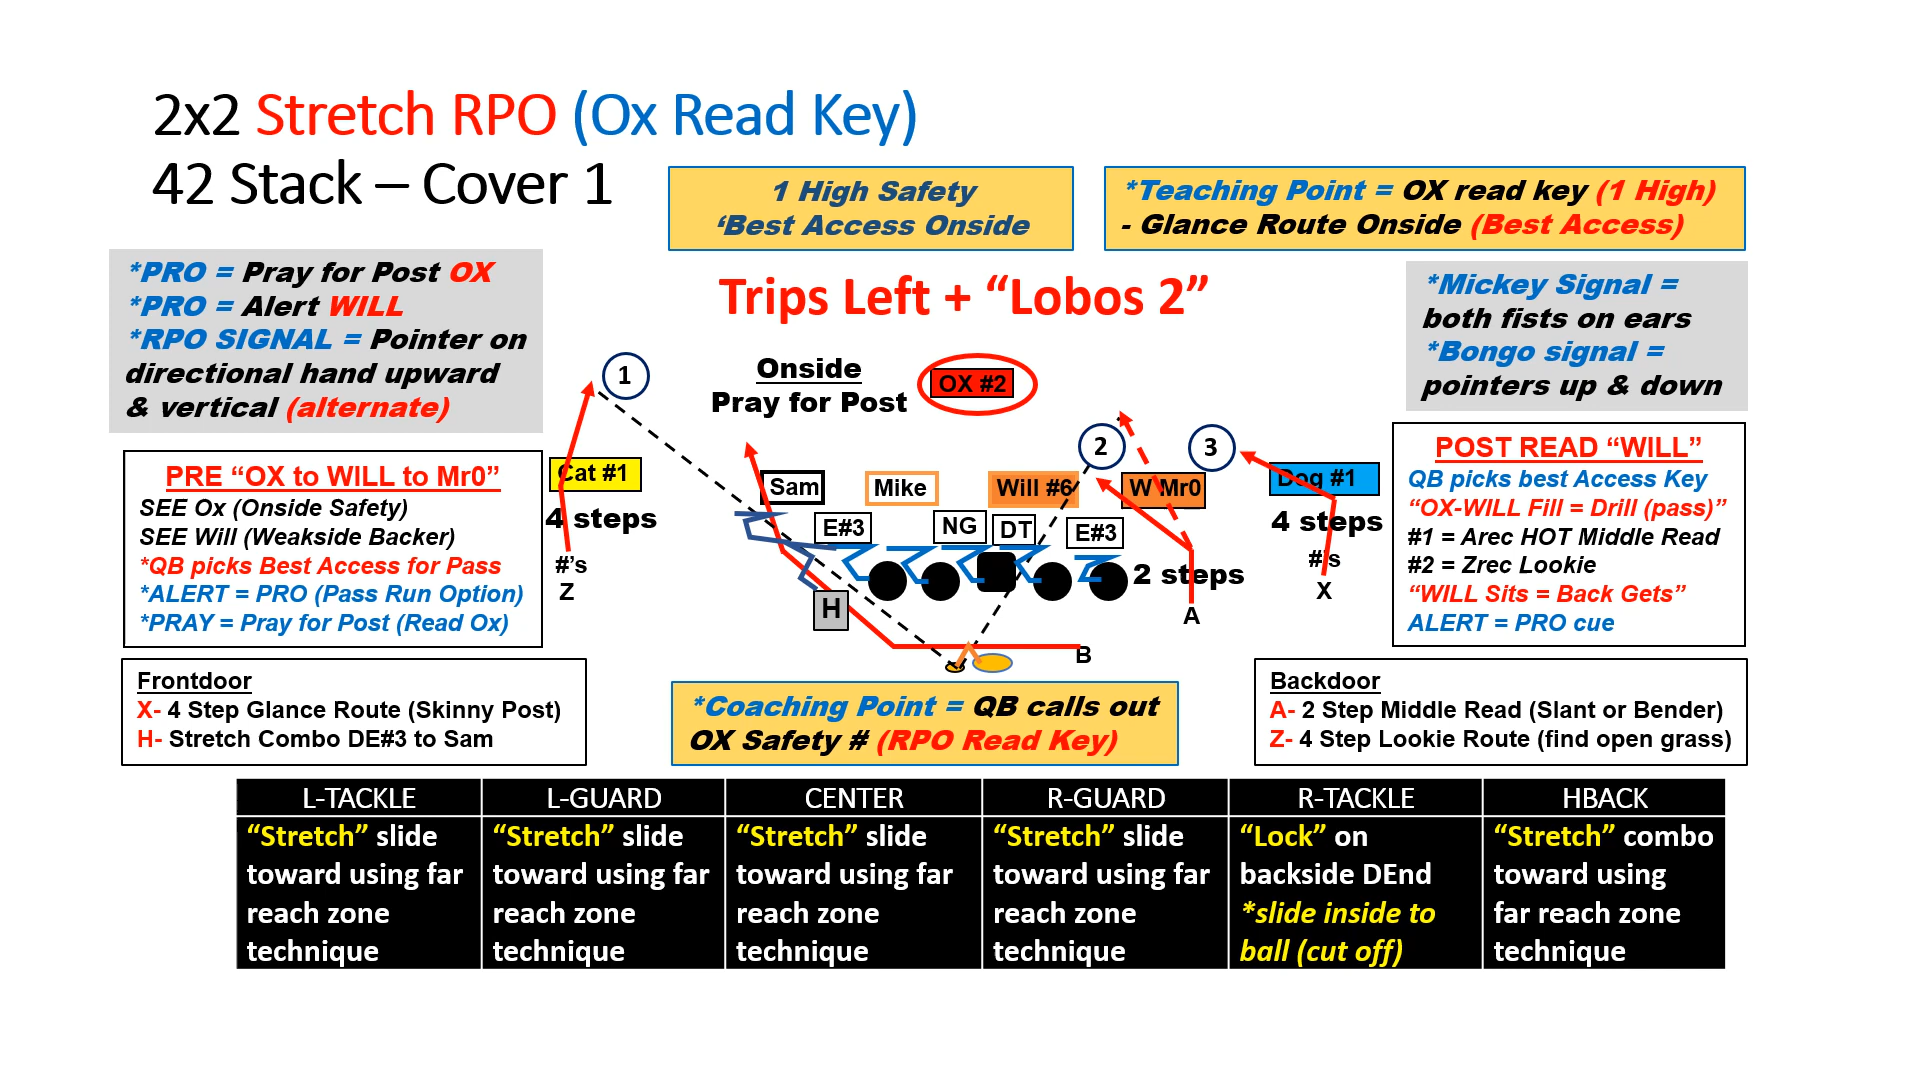 2x2 Stretch RPO (Ox Read Key)
42 Stack – Cover 1
1 High Safety
‘Best Access Onside
*Teaching Point = OX read key (1 High)
- Glance Route Onside (Best Access)
*PRO = Pray for Post OX
*PRO = Alert WILL
*RPO SIGNAL = Pointer on
directional hand upward
& vertical (alternate)
Trips Left + “Lobos 2”
*Mickey Signal =
both fists on ears
*Bongo signal =
pointers up & down
1
Onside
Pray for Post
OX #2
2
3
PRE “OX to WILL to Mr0”
SEE Ox (Onside Safety)
SEE Will (Weakside Backer)
*QB picks Best Access for Pass
*ALERT = PRO (Pass Run Option)
*PRAY = Pray for Post (Read Ox)
Cat #1
4 steps
#’s
Z
Sam
Mike
Will #6
W Mr0
Dog #1
E#3
NG
DT
E#3
4 steps
#’s
X
2 steps
H
A
B
POST READ “WILL”
QB picks best Access Key
“OX-WILL Fill = Drill (pass)”
#1 = Arec HOT Middle Read
#2 = Zrec Lookie
“WILL Sits = Back Gets”
ALERT = PRO cue
Frontdoor
X- 4 Step Glance Route (Skinny Post)
H- Stretch Combo DE#3 to Sam
*Coaching Point = QB calls out
OX Safety # (RPO Read Key)
Backdoor
A- 2 Step Middle Read (Slant or Bender)
Z- 4 Step Lookie Route (find open grass)
L-TACKLE
L-GUARD
CENTER
R-GUARD
R-TACKLE
HBACK
“Stretch” slide
toward using far
reach zone
technique
“Stretch” slide
toward using far
reach zone
technique
“Stretch” slide
toward using far
reach zone
technique
“Stretch” slide
toward using far
reach zone
technique
“Lock” on
backside DEnd
*slide inside to
ball (cut off)
“Stretch” combo
toward using
far reach zone
technique